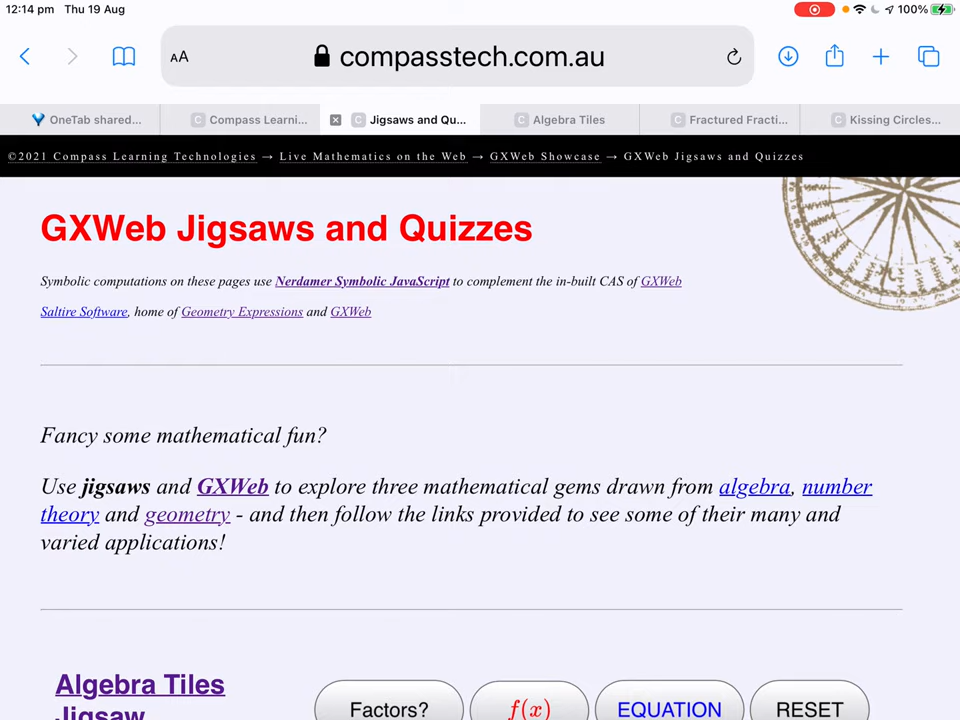 12:14 pm Thu 19 Aug 100%
AA compasstech.com.au
OneTab shared... Compass Learni... Jigsaws and Qu... Algebra Tiles Fractured Fracti... Kissing Circles...
©2021 Compass Learning Technologies → Live Mathematics on the Web → GXWeb Showcase → GXWeb Jigsaws and Quizzes
GXWeb Jigsaws and Quizzes
Symbolic computations on these pages use Nerdamer Symbolic JavaScript to complement the in-built CAS of GXWeb
Saltire Software, home of Geometry Expressions and GXWeb
Fancy some mathematical fun?
Use jigsaws and GXWeb to explore three mathematical gems drawn from algebra, number
theory and geometry - and then follow the links provided to see some of their many and
varied applications!
Algebra Tiles
Jigsaw
Factors? f(x) EQUATION RESET